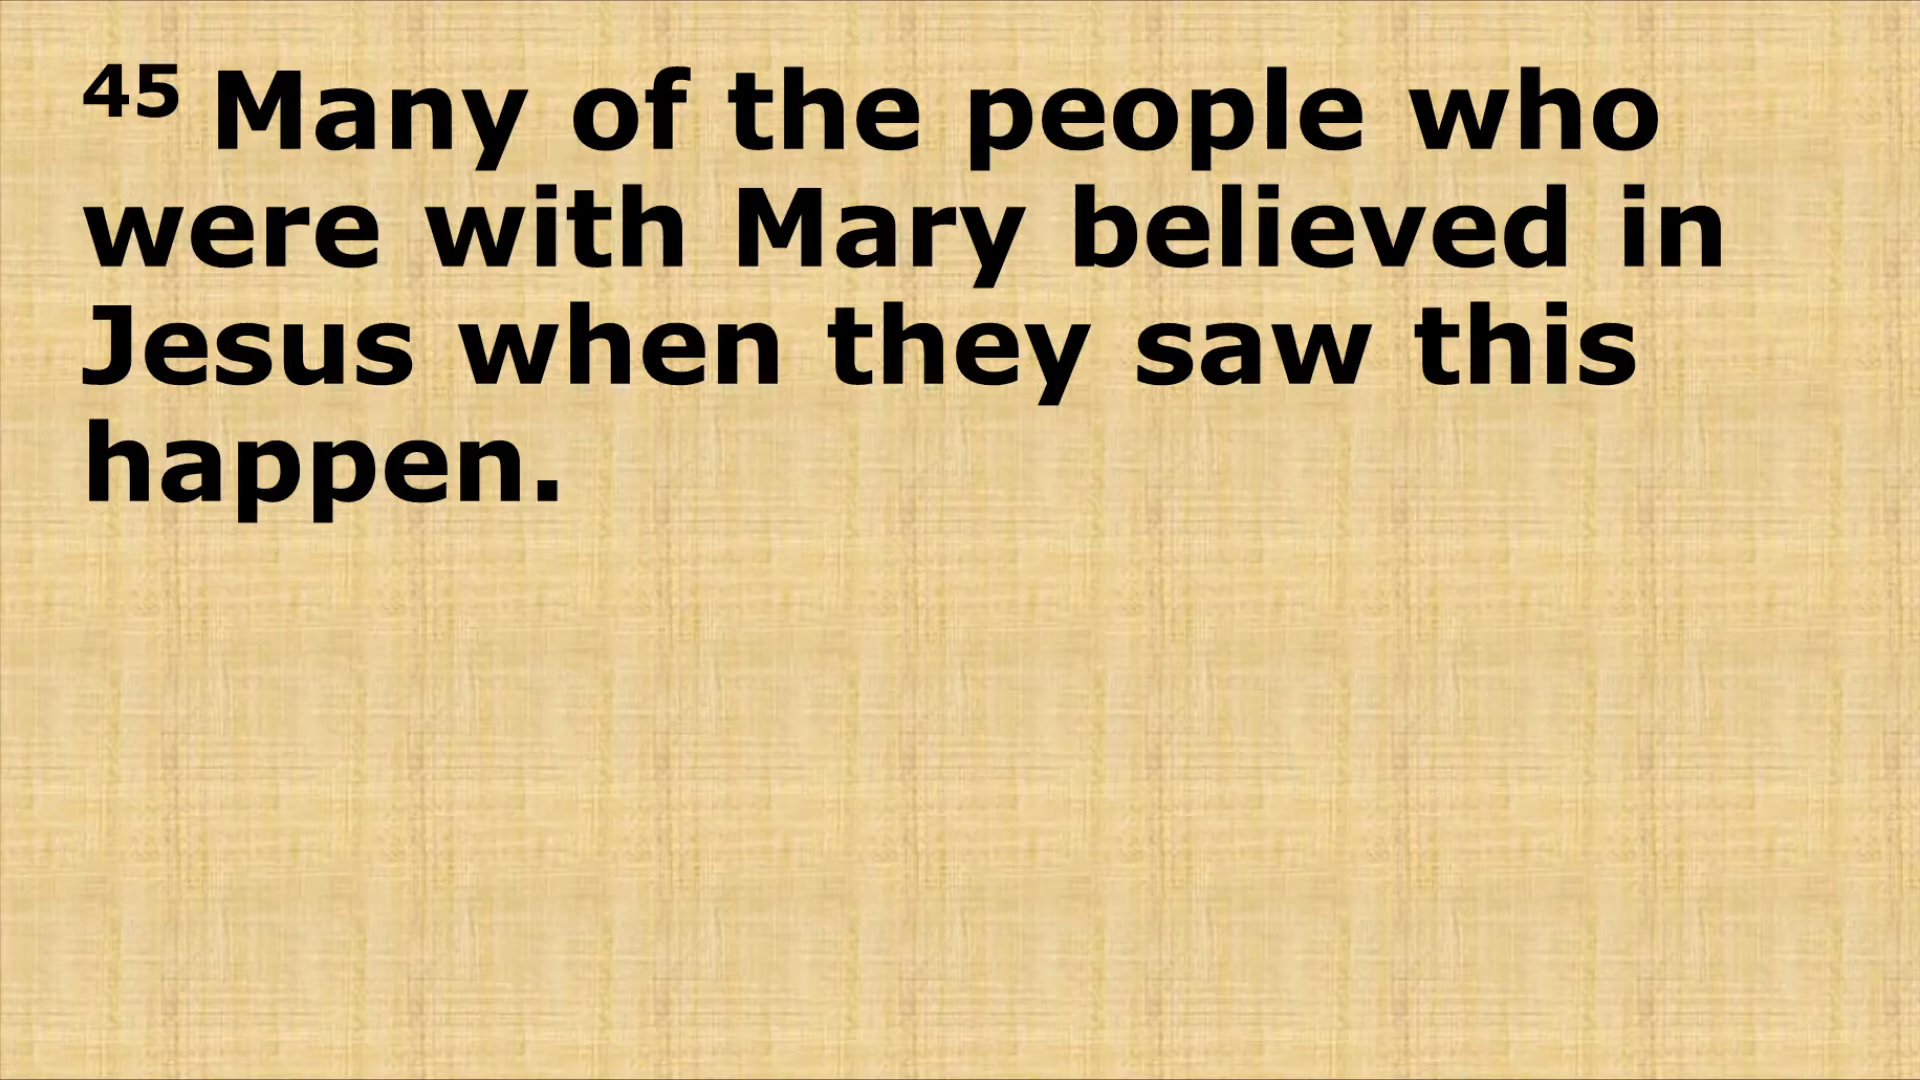 45 Many of the people who
were with Mary believed in
Jesus when they saw this
happen.